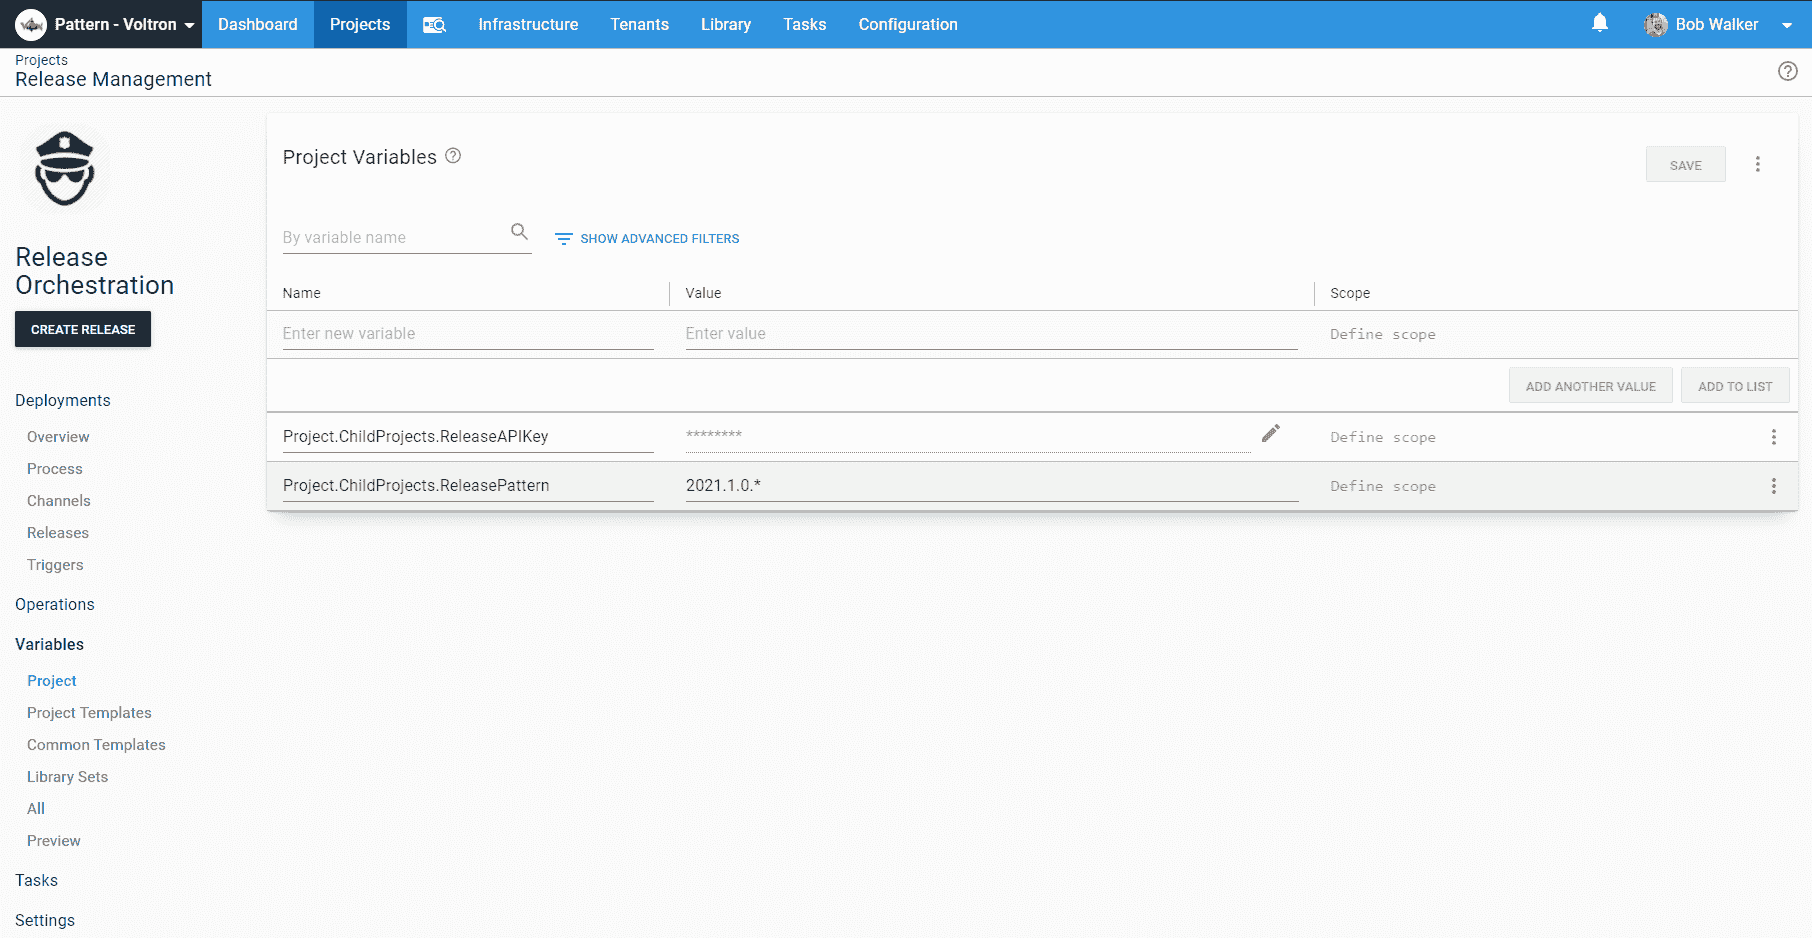 Pattern - Voltron
Dashboard
Projects
Infrastructure
Tenants
Library
Tasks
Configuration
Bob Walker
Projects
Release Management
Release
Orchestration
CREATE RELEASE
Deployments
Overview
Process
Channels
Releases
Triggers
Operations
Variables
Project
Project Templates
Common Templates
Library Sets
All
Preview
Tasks
Settings
Project Variables
SAVE
By variable name
SHOW ADVANCED FILTERS
Name Value Scope
Enter new variable Enter value Define scope
ADD ANOTHER VALUE ADD TO LIST
Project.ChildProjects.ReleaseAPIKey ******** Define scope
Project.ChildProjects.ReleasePattern 2021.1.0.* Define scope